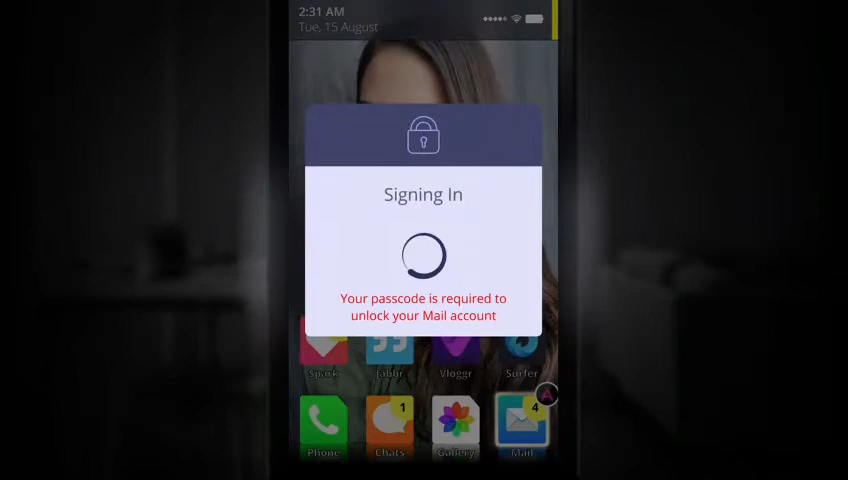 2:31 AM
Tue, 15 August
Signing In
Your passcode is required to
unlock your Mail account
Spark
Jabbr
Vloggr
Surfer
1
4
A
Phone
Chats
Gallery
Mail